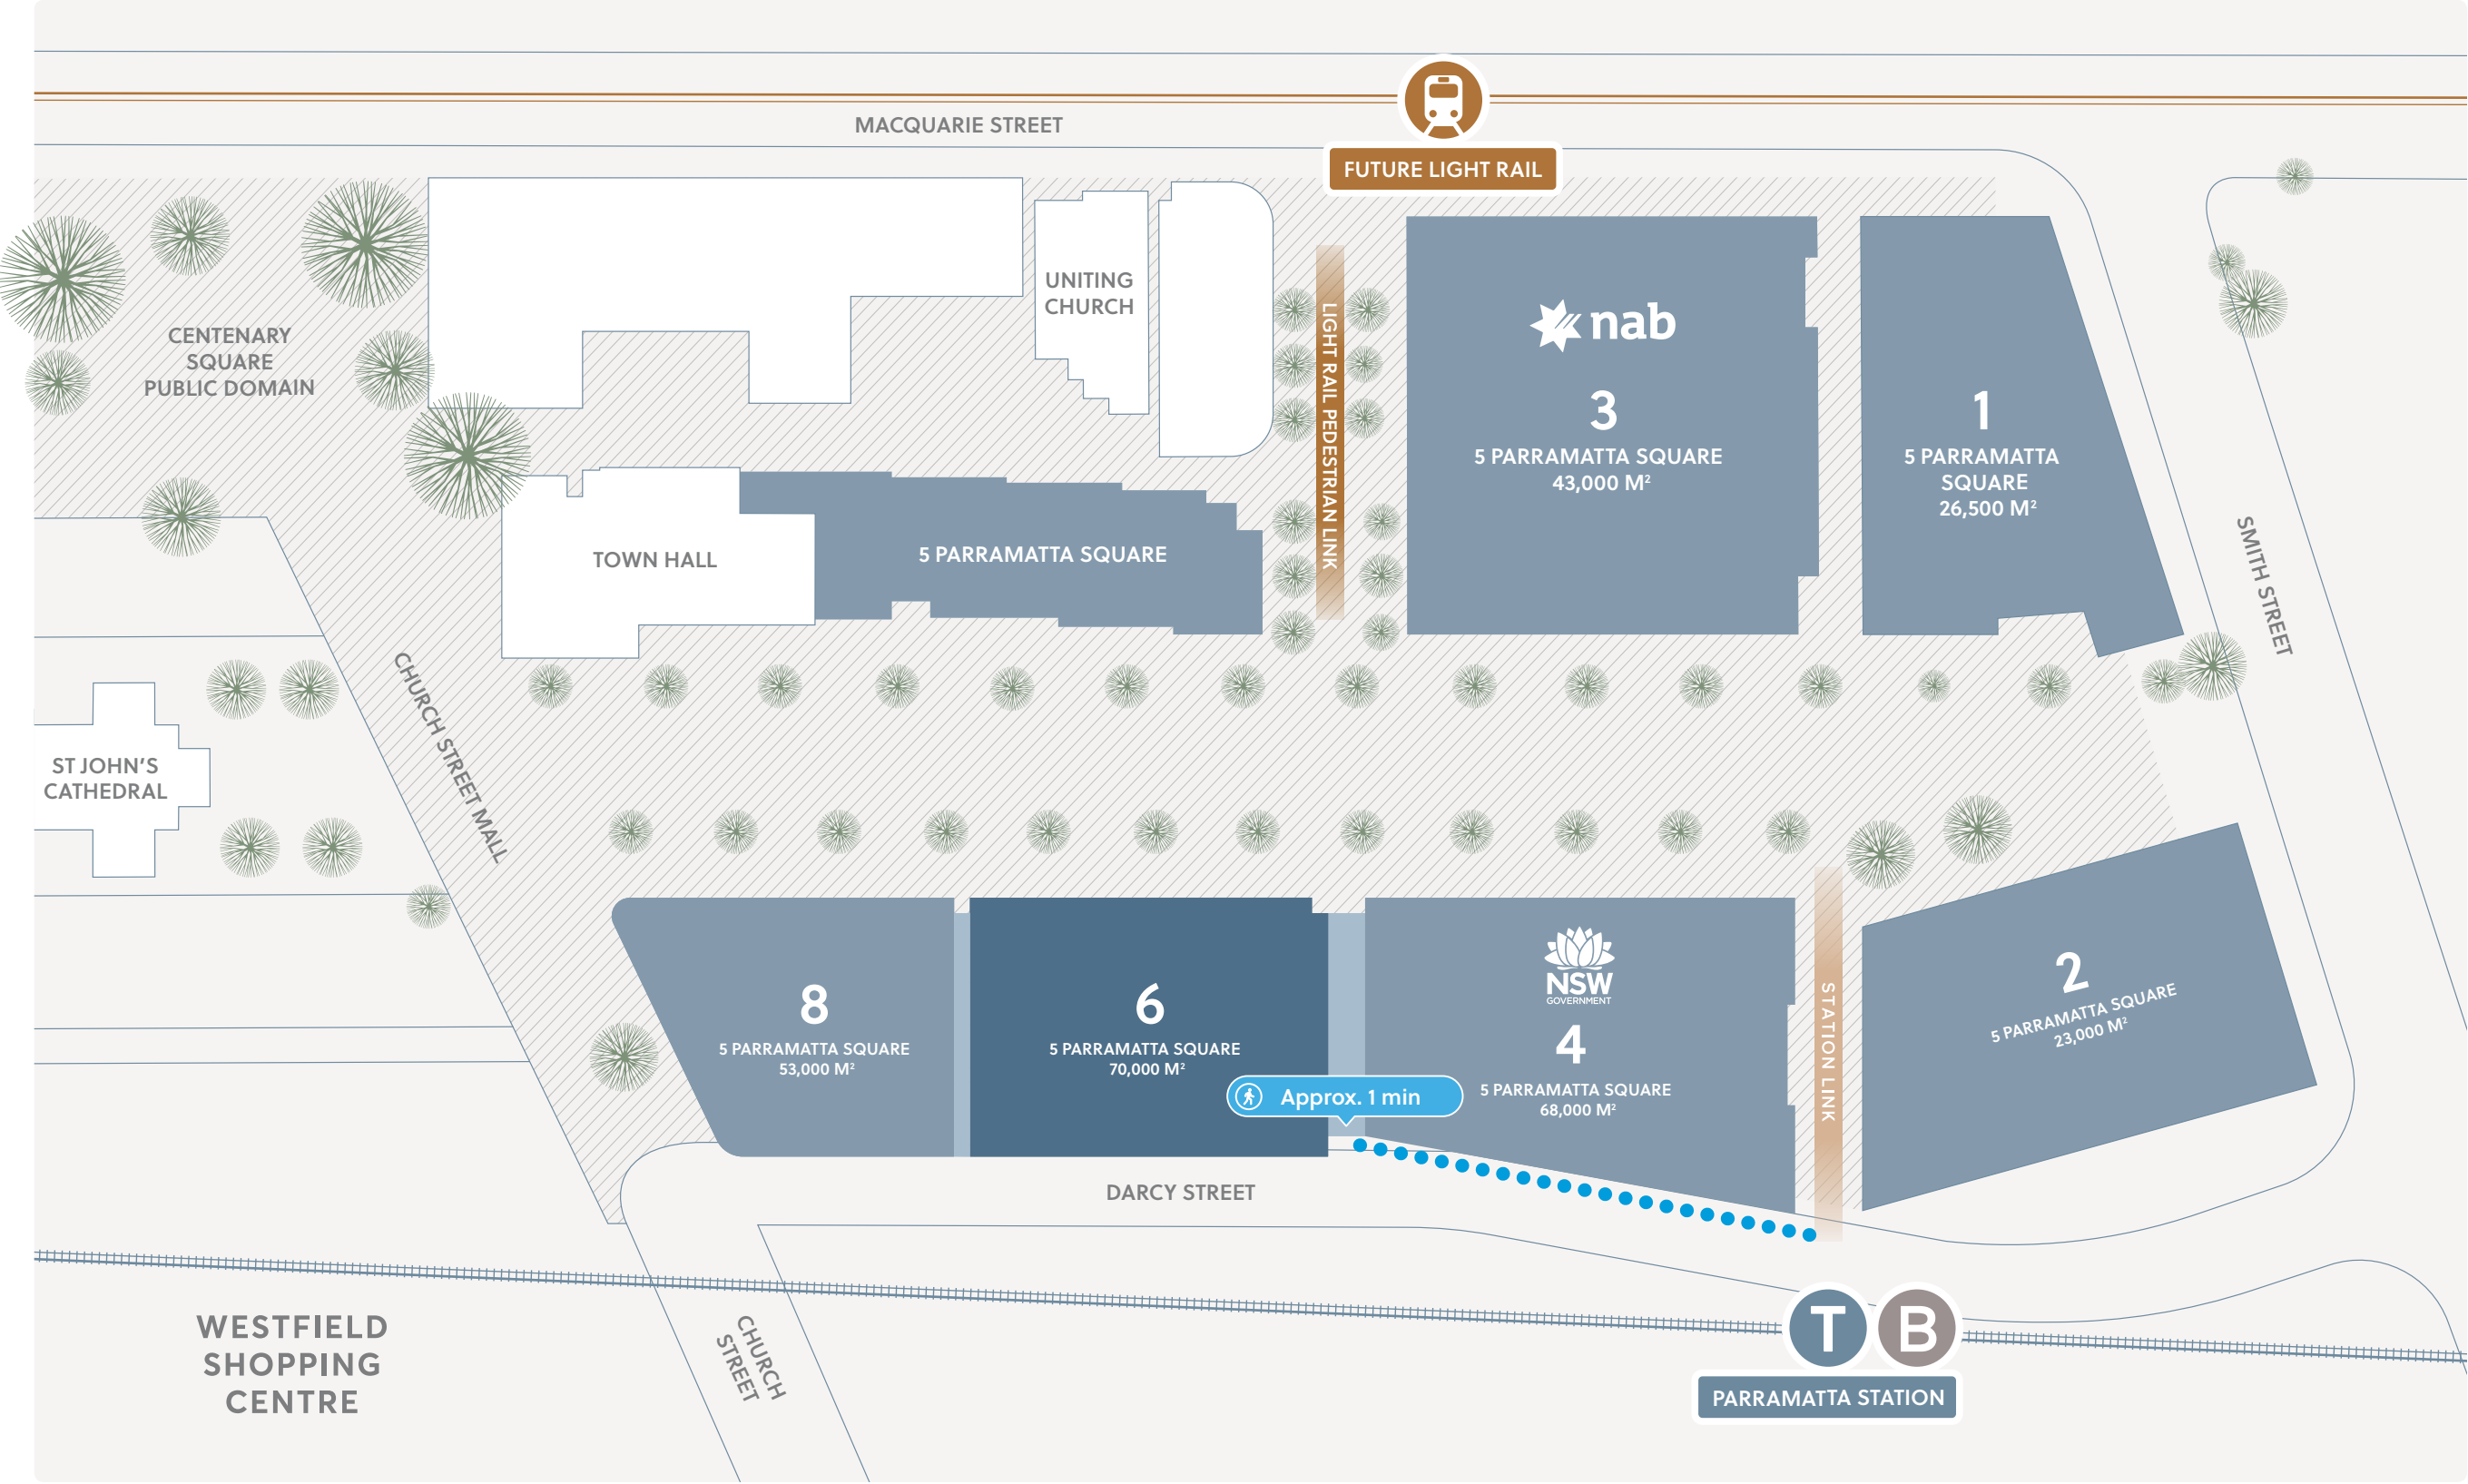 MACQUARIE STREET
FUTURE LIGHT RAIL
CENTENARY
SQUARE
PUBLIC DOMAIN
UNITING
CHURCH
LIGHT RAIL PEDESTRIAN LINK
nab
3
5 PARRAMATTA SQUARE
43,000 M²
1
5 PARRAMATTA
SQUARE
26,500 M²
SMITH STREET
TOWN HALL
5 PARRAMATTA SQUARE
CHURCH STREET MALL
ST JOHN'S
CATHEDRAL
8
5 PARRAMATTA SQUARE
53,000 M²
6
5 PARRAMATTA SQUARE
70,000 M²
Approx. 1 min
NSW
GOVERNMENT
4
5 PARRAMATTA SQUARE
68,000 M²
STATION LINK
2
5 PARRAMATTA SQUARE
23,000 M²
DARCY STREET
WESTFIELD
SHOPPING
CENTRE
CHURCH
STREET
T B
PARRAMATTA STATION